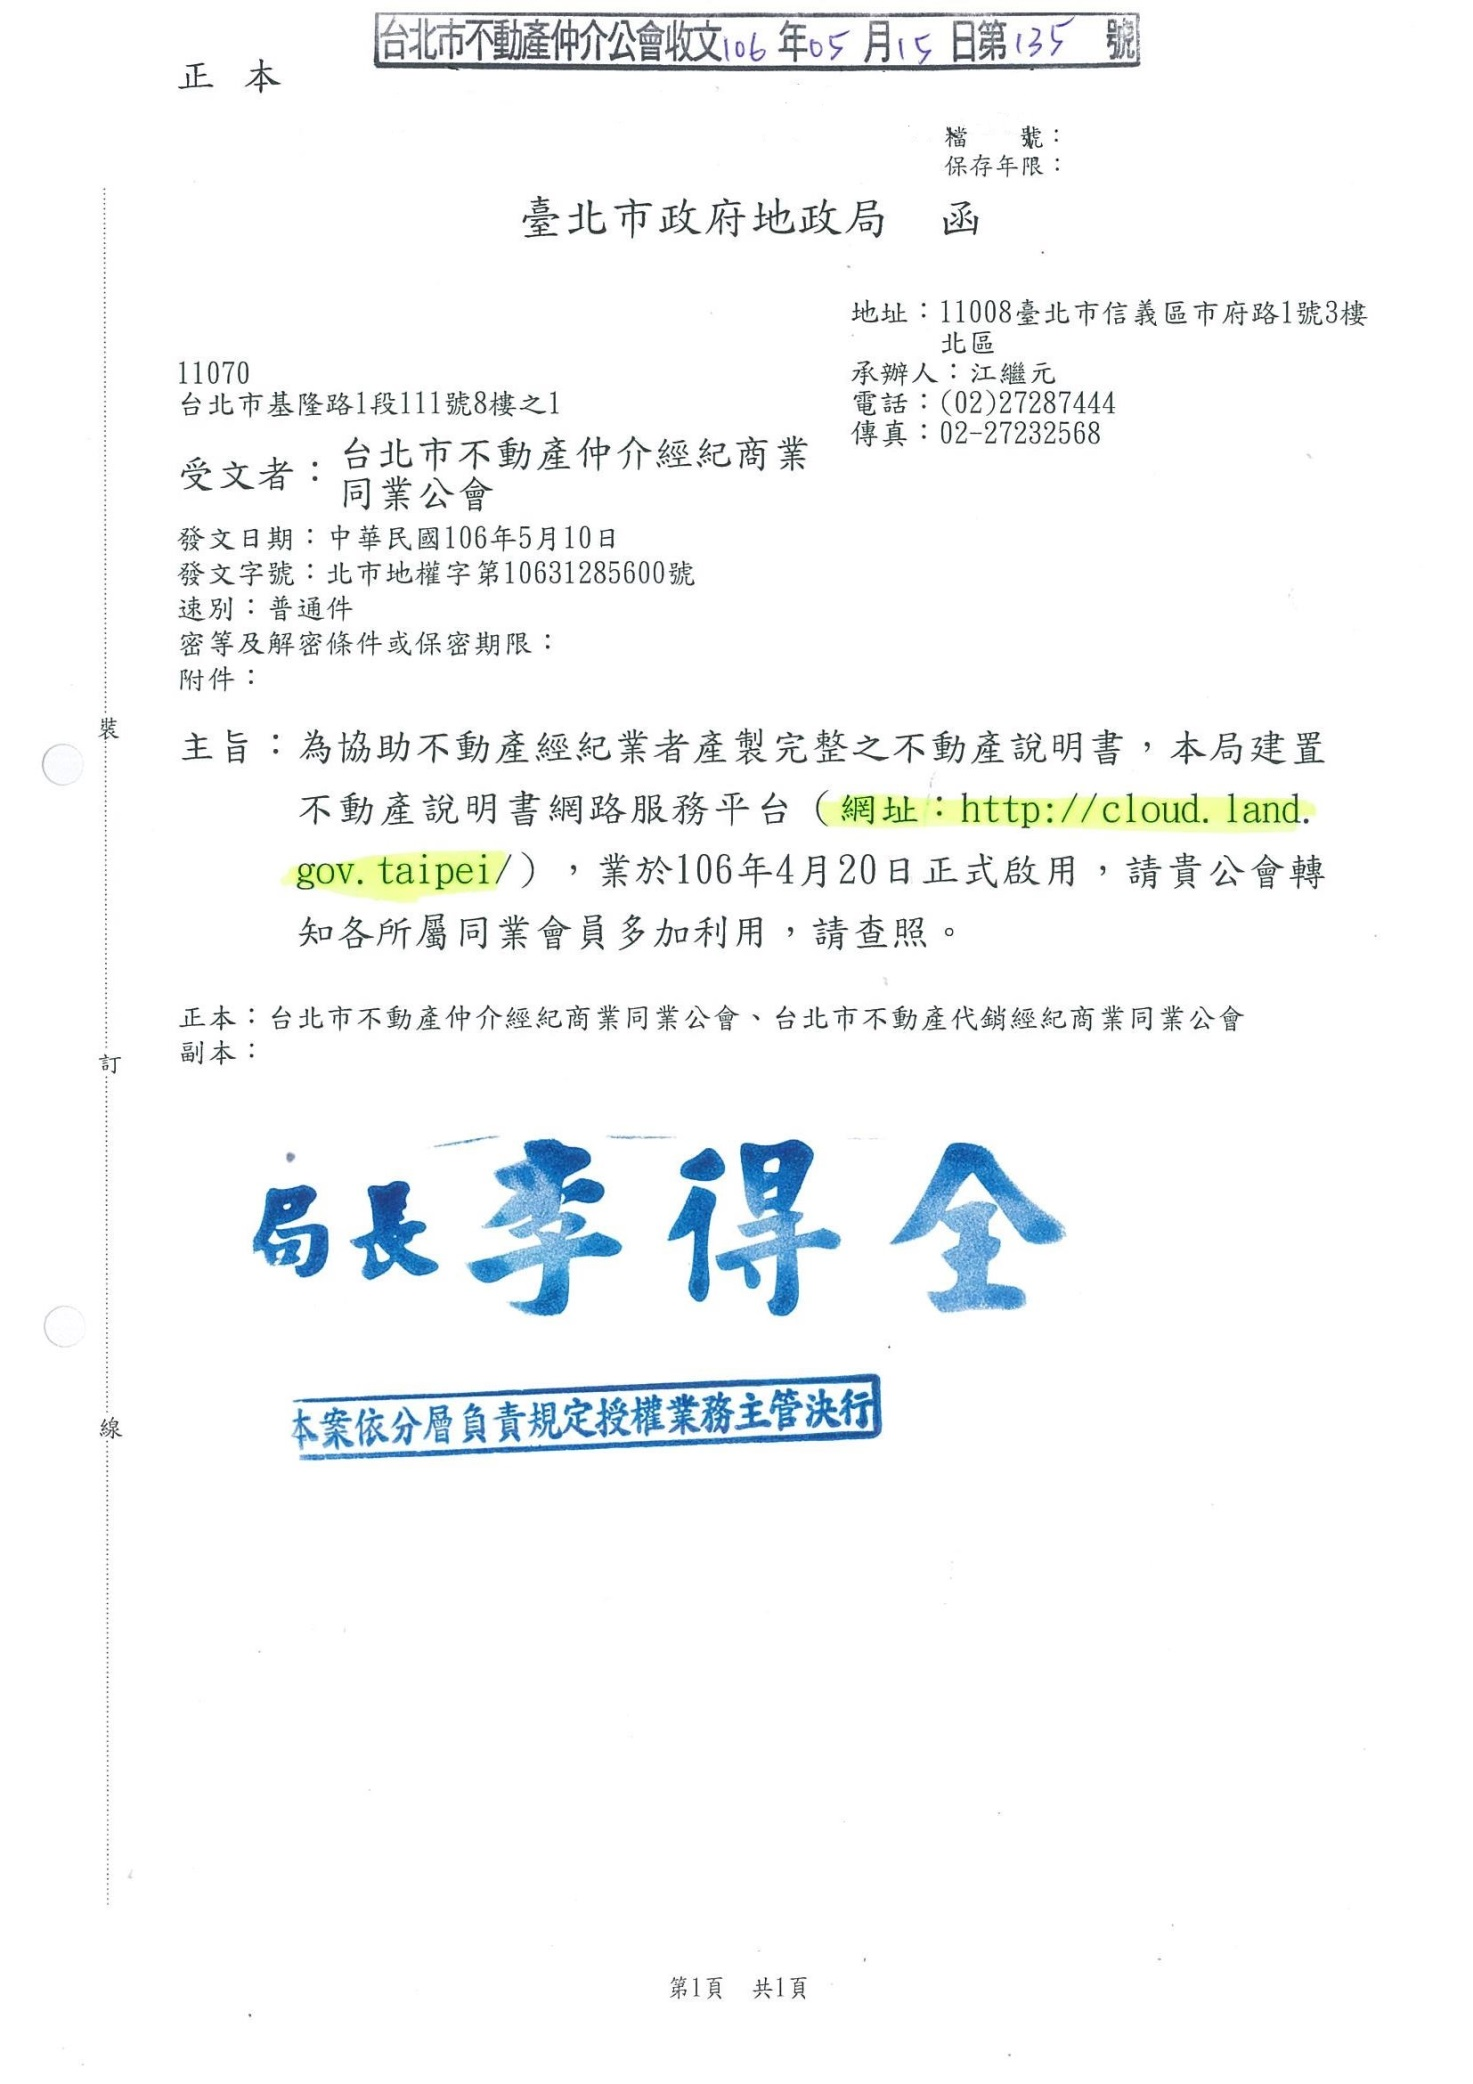 台北市不動產仲介公會收文106年05月15日第135 號
正 本
檔 號：
保存年限：
臺北市政府地政局 函
地址：11008臺北市信義區市府路1號3樓
北區
承辦人：江繼元
電話：(02)27287444
傳真：02-27232568
11070
台北市基隆路1段111號8樓之1
受文者：台北市不動產仲介經紀商業
同業公會
發文日期：中華民國106年5月10日
發文字號：北市地權字第10631285600號
速別：普通件
密等及解密條件或保密期限：
附件：
主旨：為協助不動產經紀業者產製完整之不動產說明書，本局建置
不動產說明書網路服務平台（網址：http://cloud.land.
gov.taipei/），業於106年4月20日正式啟用，請貴公會轉
知各所屬同業會員多加利用，請查照。
正本：台北市不動產仲介經紀商業同業公會、台北市不動產代銷經紀商業同業公會
副本：
裝
訂
線
局長 李得全
本案依分層負責規定授權業務主管決行
第1頁 共1頁